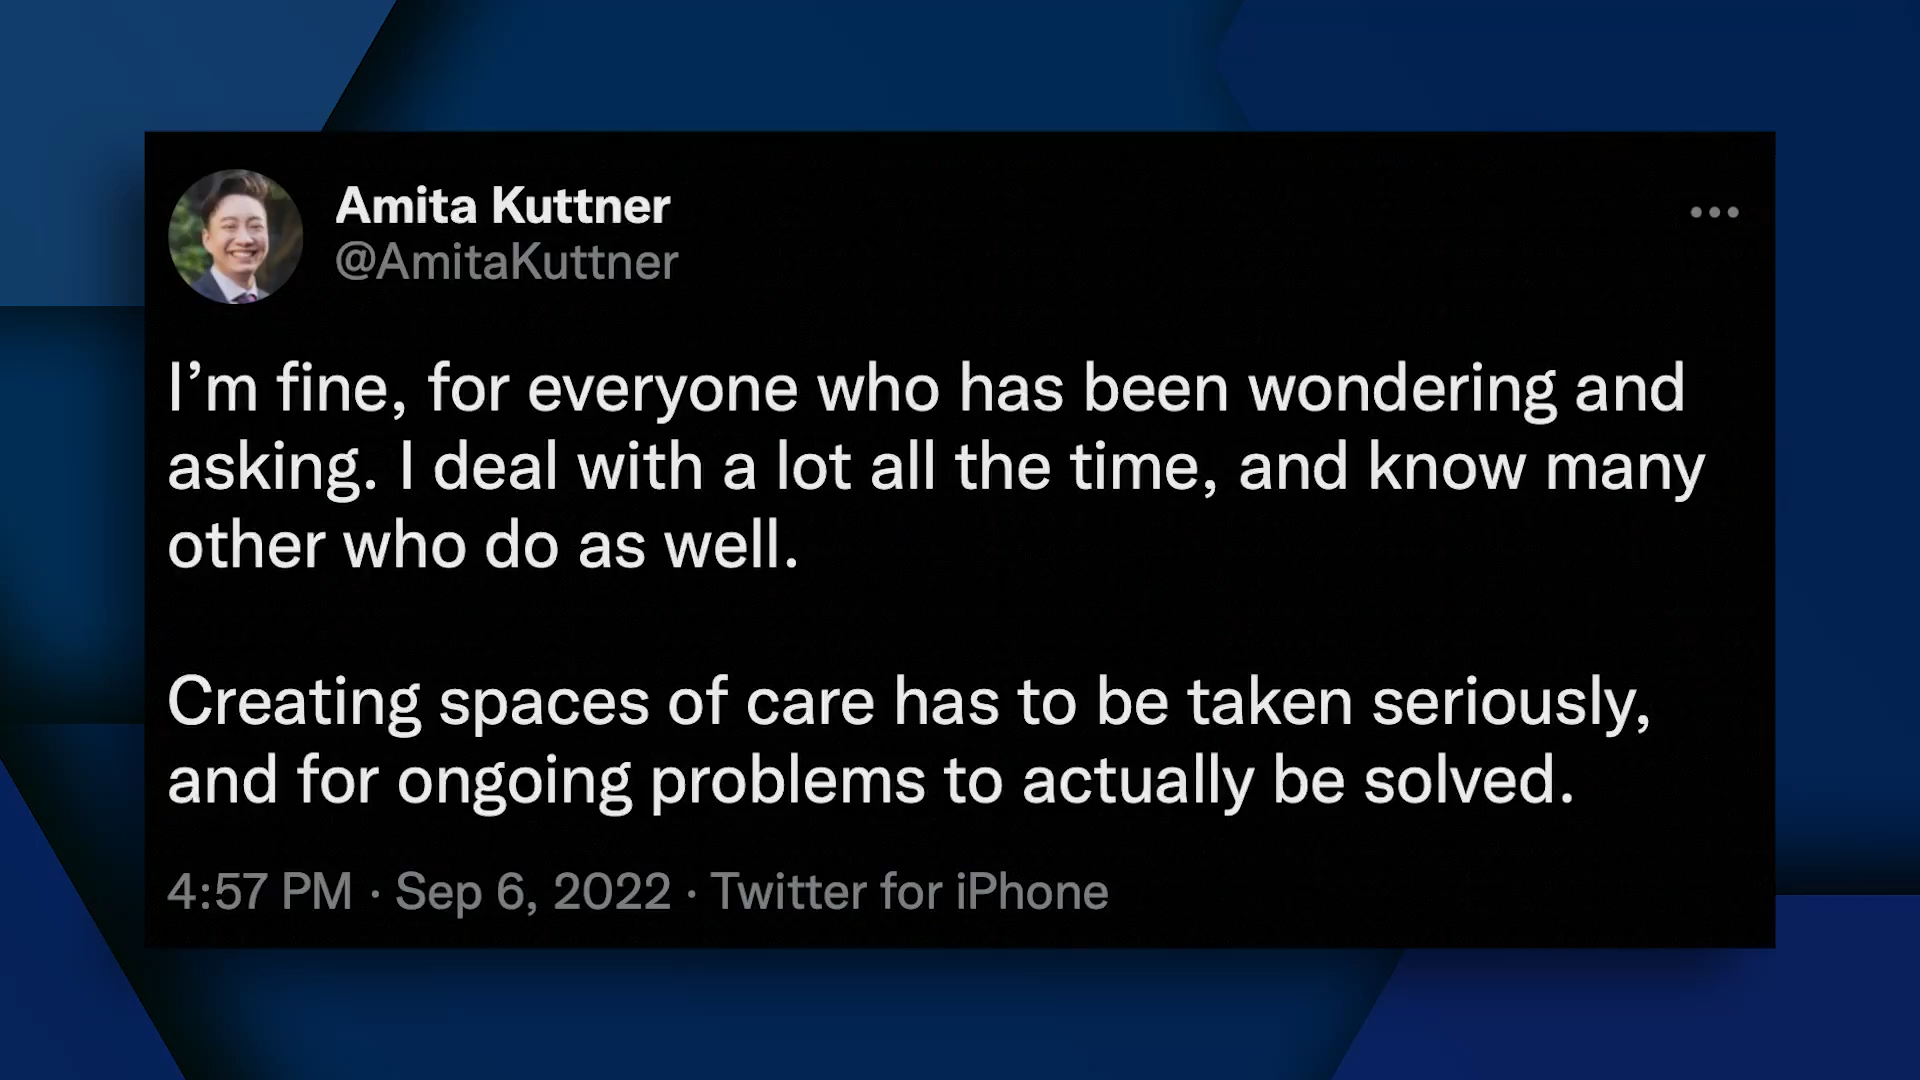 Amita Kuttner
@AmitaKuttner
I’m fine, for everyone who has been wondering and
asking. I deal with a lot all the time, and know many
other who do as well.
Creating spaces of care has to be taken seriously,
and for ongoing problems to actually be solved.
4:57 PM · Sep 6, 2022 · Twitter for iPhone